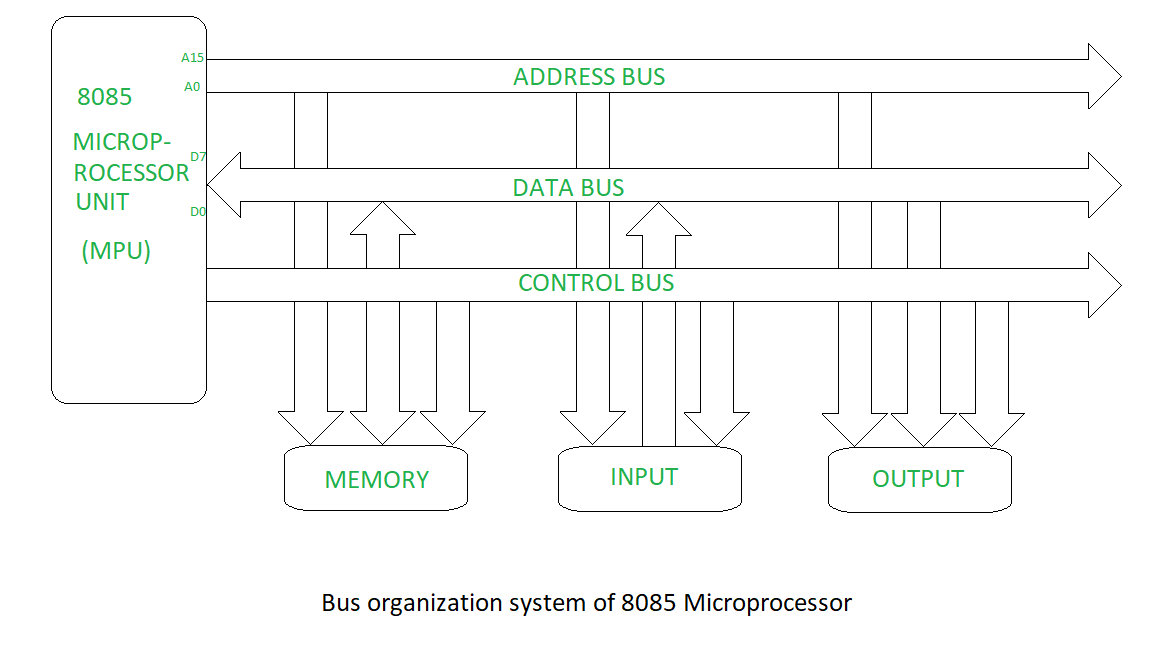 A15
ADDRESS BUS
A0
8085
MICROP-
ROCESSOR
UNIT
(MPU)
D7
DATA BUS
D0
CONTROL BUS
MEMORY
INPUT
OUTPUT
Bus organization system of 8085 Microprocessor